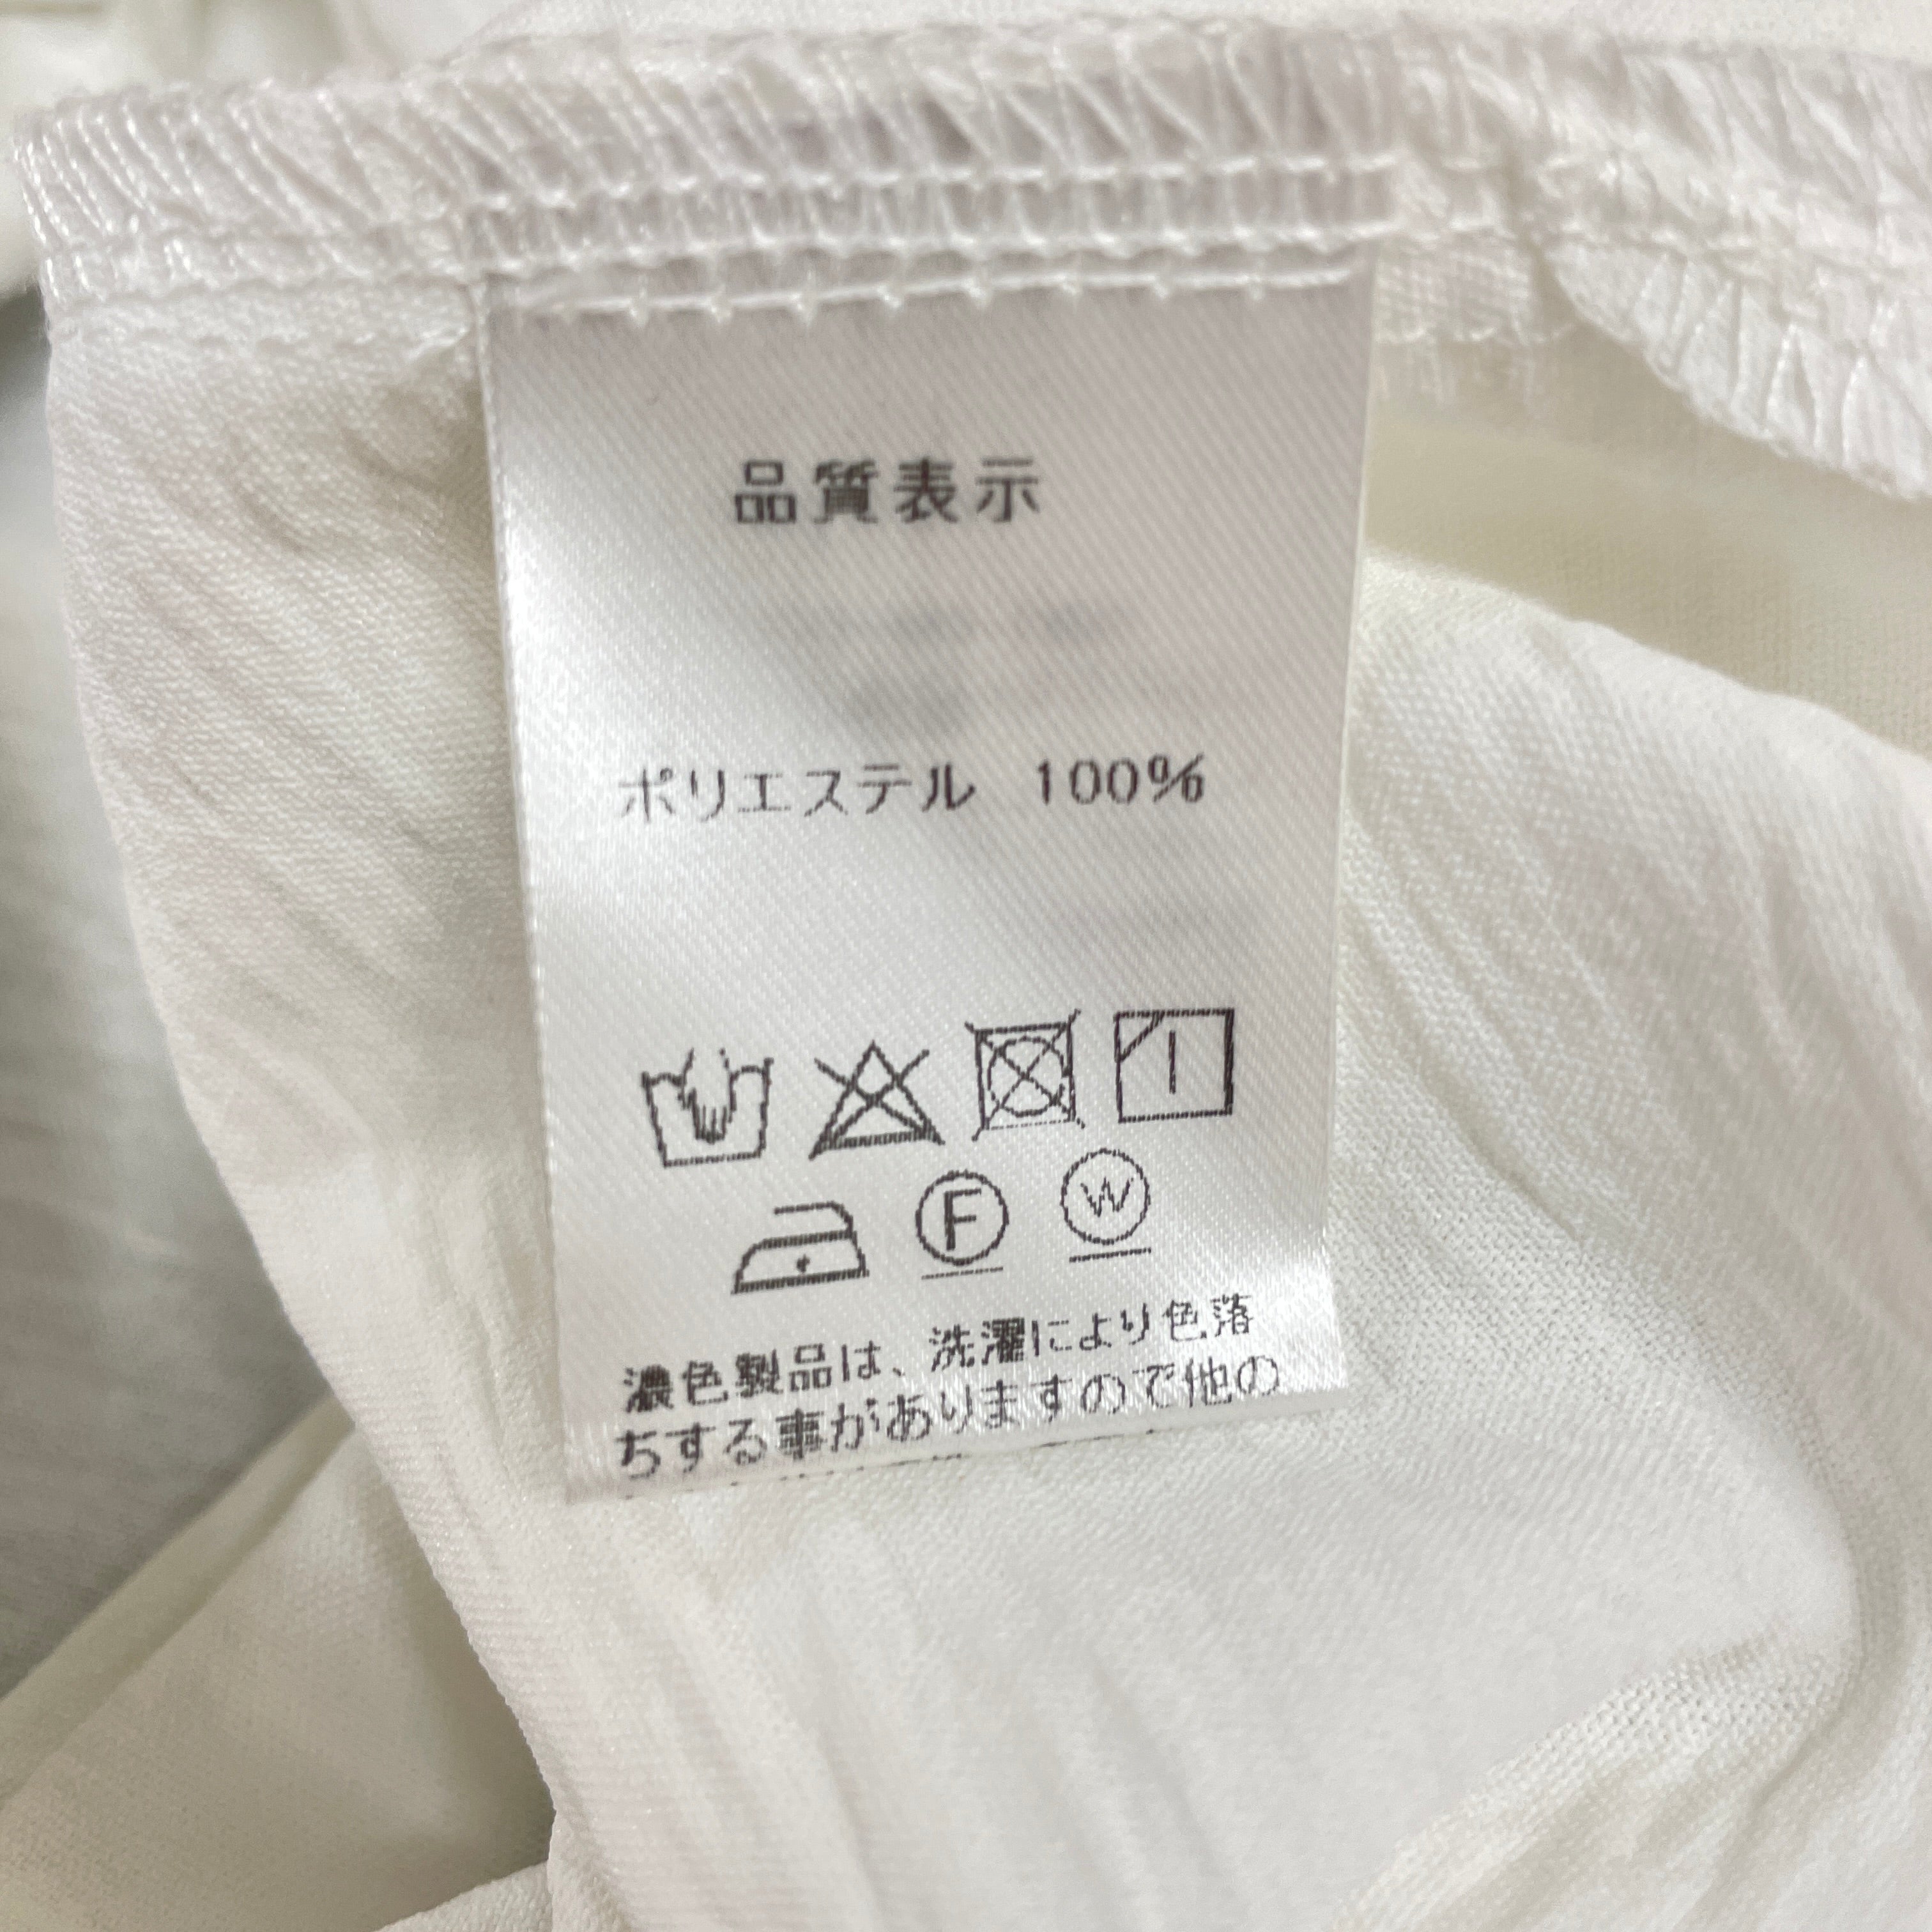 品質表示
ポリエステル 100%
F W
濃色製品は、洗濯により色落
ちする事がありますので他の